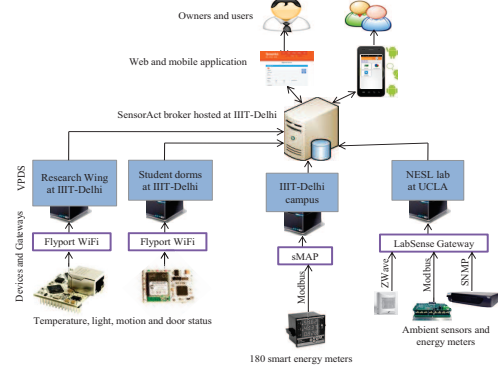 Owners and users
Web and mobile application
SensorAct broker hosted at IIIT-Delhi
VPDS
Research Wing
at IIIT-Delhi
Student dorms
at IIIT-Delhi
IIIT-Delhi
campus
NESL lab
at UCLA
Devices and Gateways
Flyport WiFi
Flyport WiFi
sMAP
LabSense Gateway
Modbus
ZWave
Modbus
SNMP
Temperature, light, motion and door status
180 smart energy meters
Ambient sensors and
energy meters